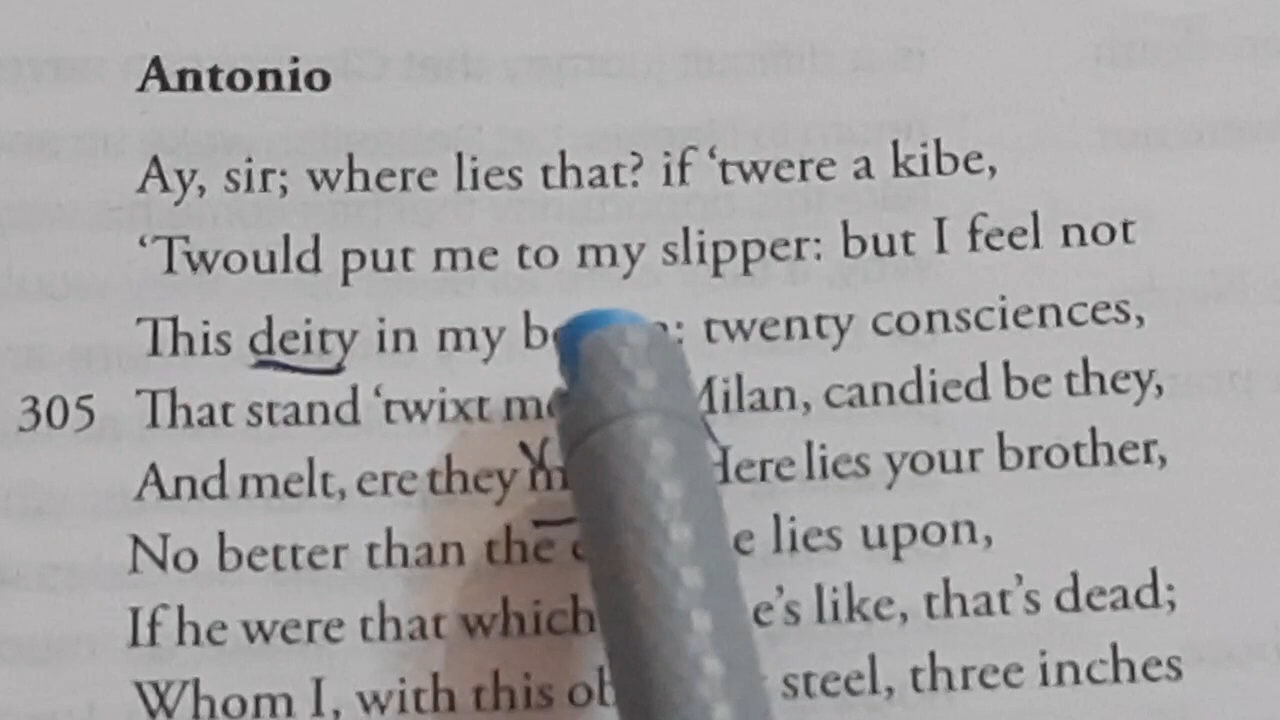 Antonio
Ay, sir; where lies that? if ‘twere a kibe,
‘Twould put me to my slipper: but I feel not
This deity in my twenty consciences,
305 That stand ‘twixt Milan, candied be they,
And melt, ere they Here lies your brother,
No better than the lies upon,
If he were that which like, that’s dead;
Whom I, with this steel, three inches